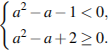 a² − a − 1 < 0,
a² − a + 2 ≥ 0.